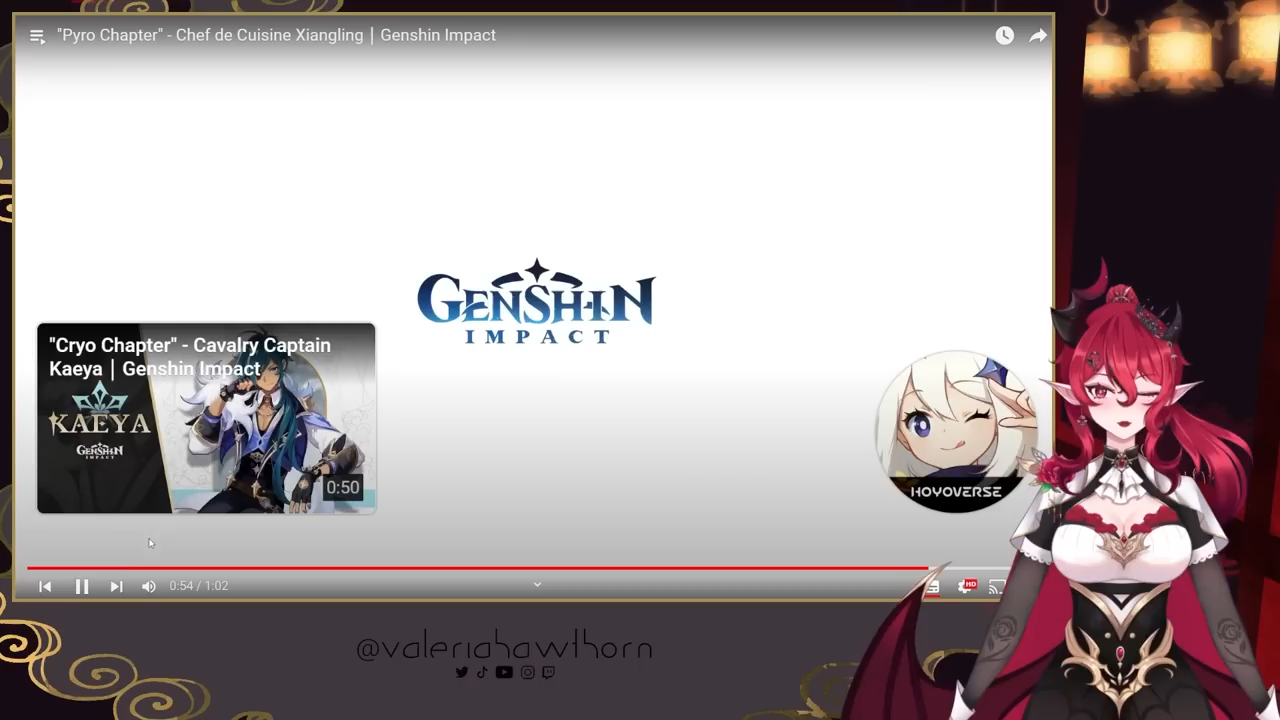 "Pyro Chapter" - Chef de Cuisine Xiangling | Genshin Impact
GENSHIN
IMPACT
"Cryo Chapter" - Cavalry Captain
Kaeya | Genshin Impact
KAEYA
GENSHIN
IMPACT
0:50
HOYOVERSE
0:54 / 1:02
HD
@valeriahawthorn